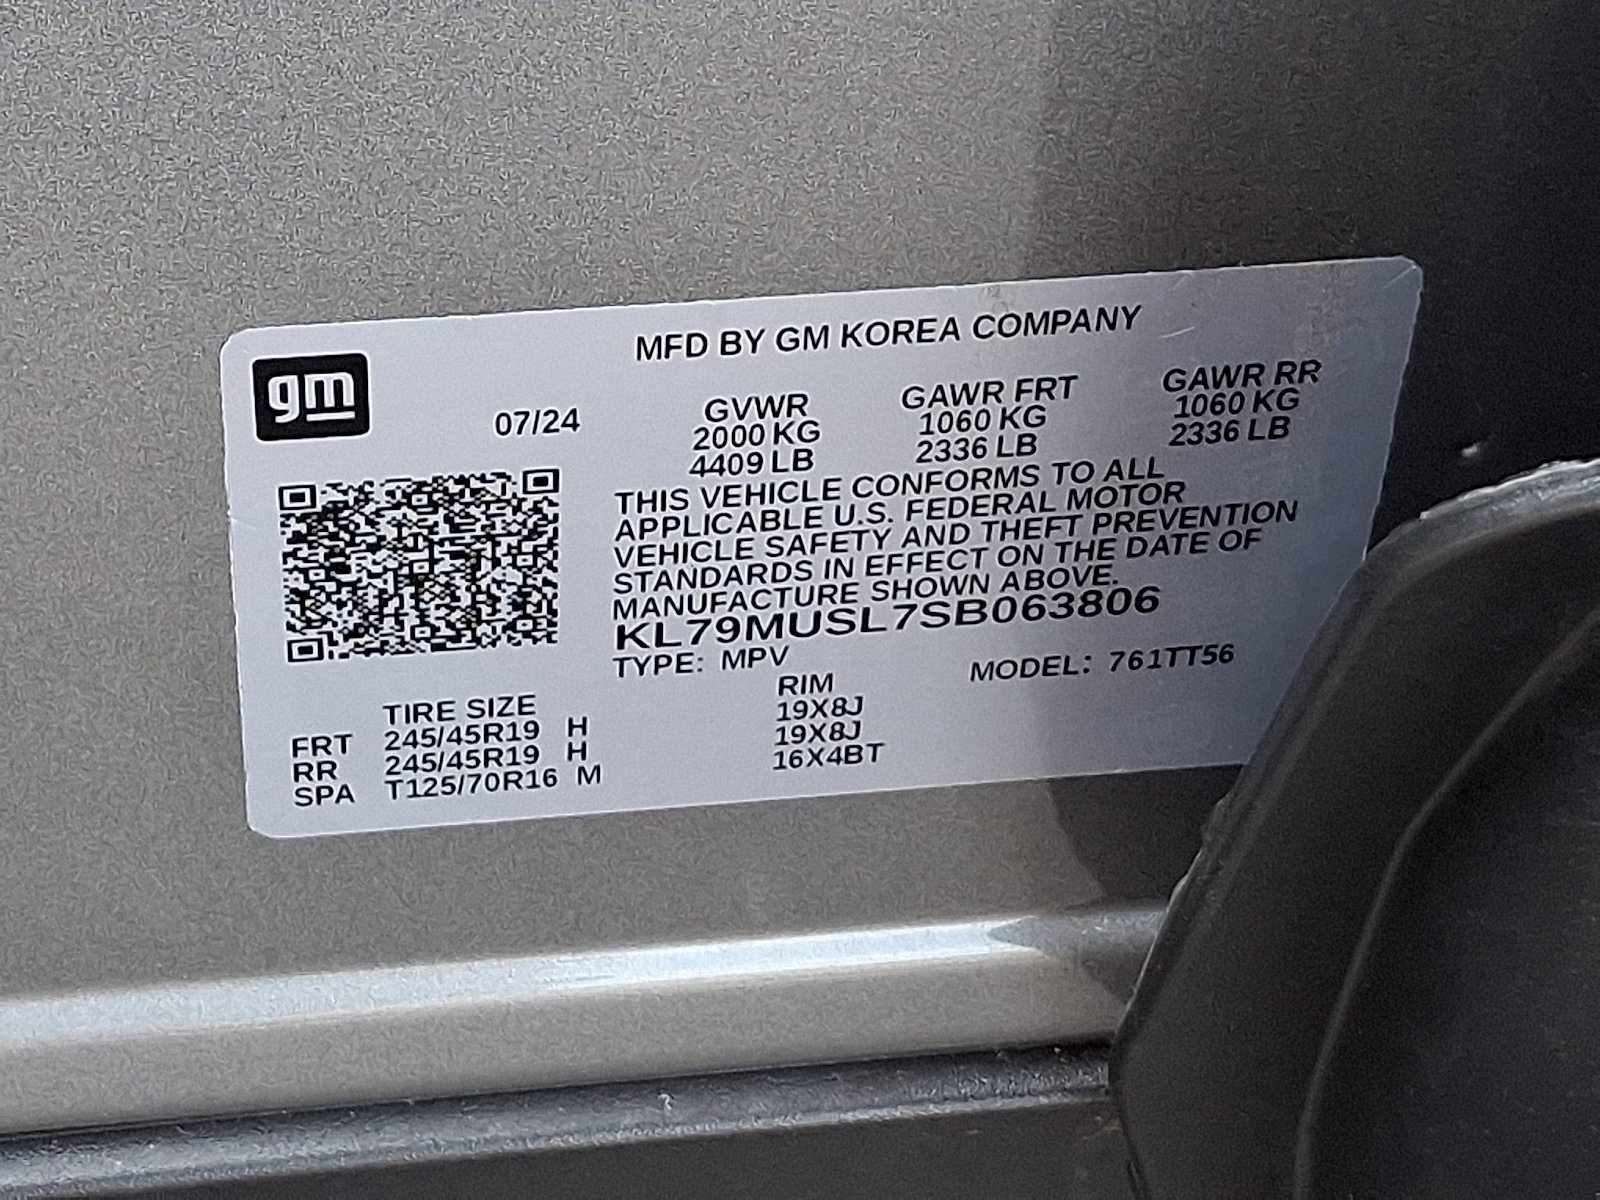 gm
MFD BY GM KOREA COMPANY
07/24
GVWR GAWR FRT GAWR RR
2000 KG 1060 KG 1060 KG
4409 LB 2336 LB 2336 LB
THIS VEHICLE CONFORMS TO ALL
APPLICABLE U.S. FEDERAL MOTOR
VEHICLE SAFETY AND THEFT PREVENTION
STANDARDS IN EFFECT ON THE DATE OF
MANUFACTURE SHOWN ABOVE.
KL79MUSL7SB063806
TYPE: MPV MODEL: 761TT56
TIRE SIZE RIM
FRT 245/45R19 H 19X8J
RR 245/45R19 H 19X8J
SPA T125/70R16 M 16X4BT